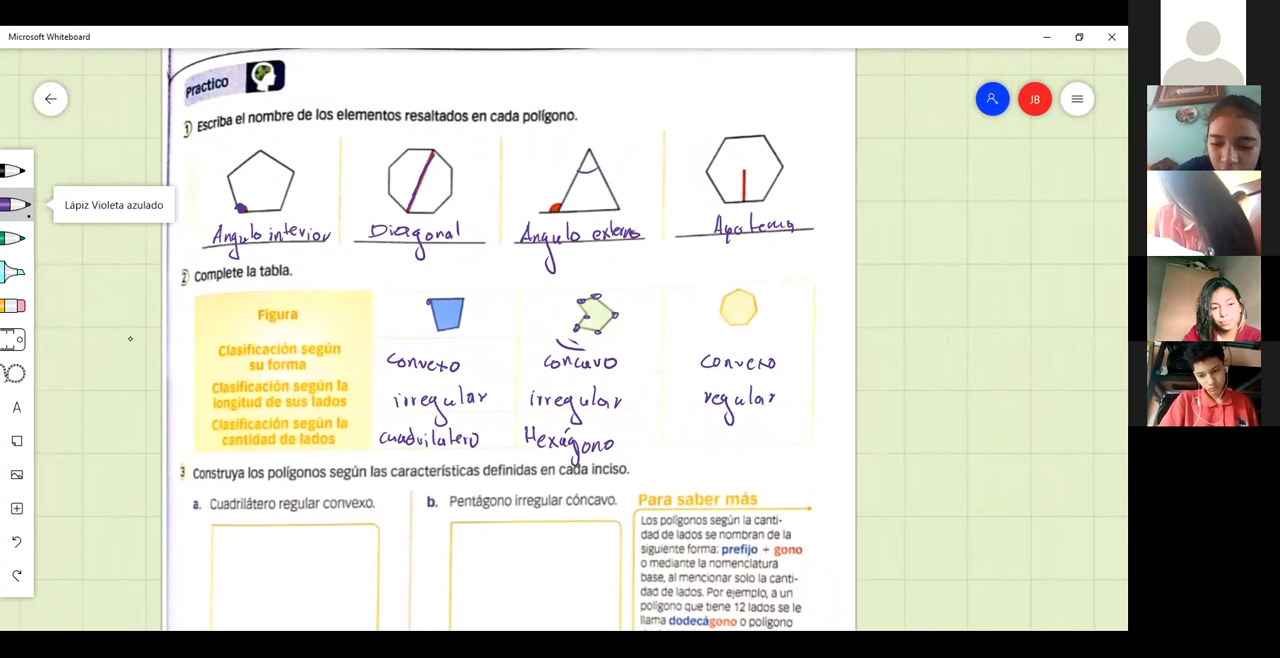 Microsoft Whiteboard
Practico
JB
1 Escriba el nombre de los elementos resaltados en cada polígono.
Lápiz Violeta azulado
Angulo interior Diagonal Angulo externo Apotema
2 Complete la tabla.
Figura
Clasificación según
su forma
convexo concavo convexo
Clasificación según la
longitud de sus lados
irregular irregular regular
Clasificación según la
cantidad de lados
cuadrilatero Hexágono
3 Construya los polígonos según las características definidas en cada inciso.
a. Cuadrilátero regular convexo. b. Pentágono irregular cóncavo.
Para saber más
Los polígonos según la canti-
dad de lados se nombran de la
siguiente forma: prefijo + gono
o mediante la nomenclatura
base, al mencionar solo la canti-
dad de lados. Por ejemplo, a un
polígono que tiene 12 lados se le
llama dodecágono o polígono